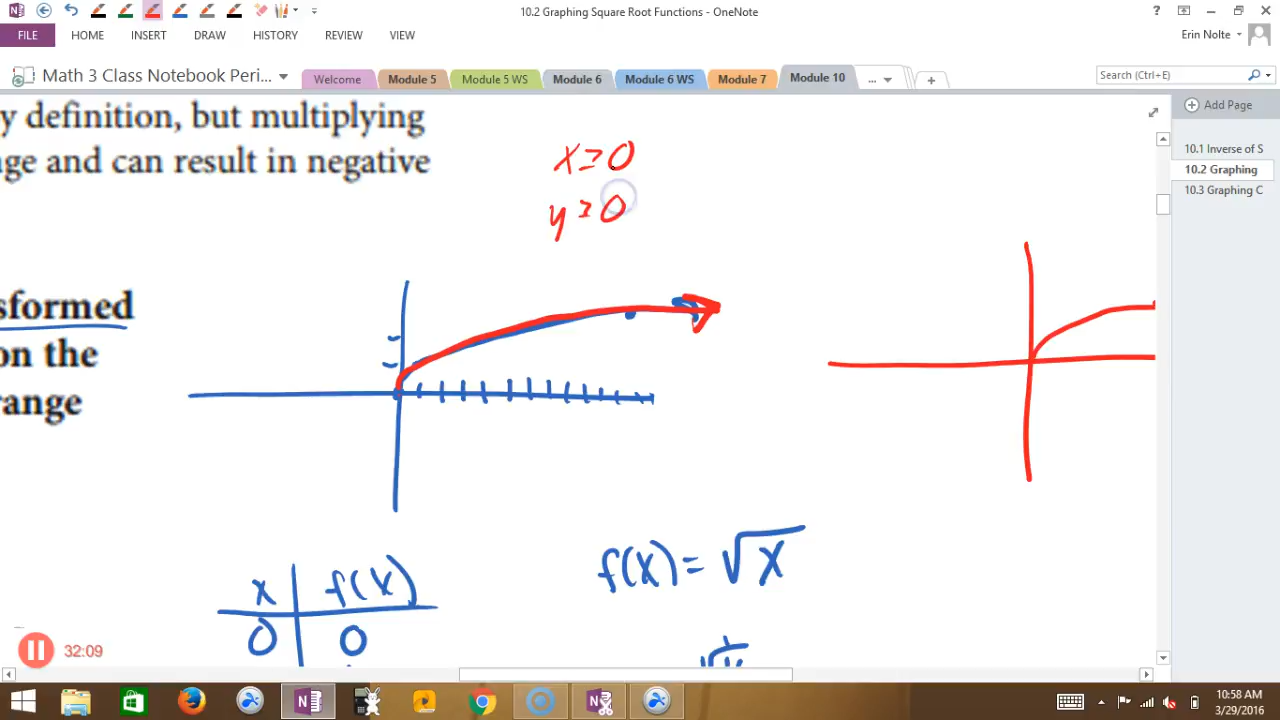 10.2 Graphing Square Root Functions - OneNote
FILE HOME INSERT DRAW HISTORY REVIEW VIEW
Erin Nolte
Math 3 Class Notebook Peri...
Welcome Module 5 Module 5 WS Module 6 Module 6 WS Module 7 Module 10 ...
Search (Ctrl+E)
Add Page
10.1 Inverse of S
10.2 Graphing
10.3 Graphing C
y definition, but multiplying
nge and can result in negative
x ≥ 0
y ≥ 0
sformed
on the
range
f(x) = √x
x f(x)
0 0
32:09
10:58 AM
3/29/2016